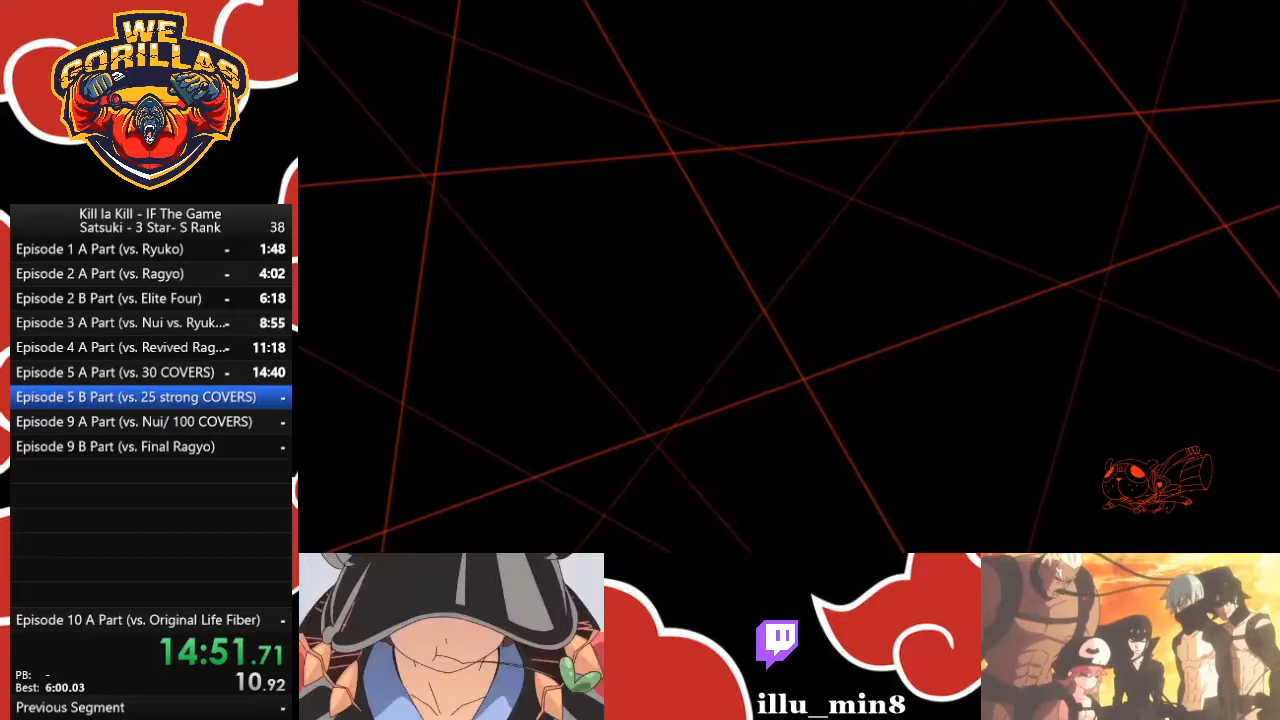 WE
GORILLAS
Kill la Kill - IF The Game
Satsuki - 3 Star- S Rank 38
Episode 1 A Part (vs. Ryuko) - 1:48
Episode 2 A Part (vs. Ragyo) - 4:02
Episode 2 B Part (vs. Elite Four) - 6:18
Episode 3 A Part (vs. Nui vs. Ryuk...- 8:55
Episode 4 A Part (vs. Revived Rag...- 11:18
Episode 5 A Part (vs. 30 COVERS) - 14:40
Episode 5 B Part (vs. 25 strong COVERS) -
Episode 9 A Part (vs. Nui/ 100 COVERS) -
Episode 9 B Part (vs. Final Ragyo) -
Episode 10 A Part (vs. Original Life Fiber) -
14:51.71
PB: -
Best: 6:00.03
10.92
Previous Segment -
illu_min8